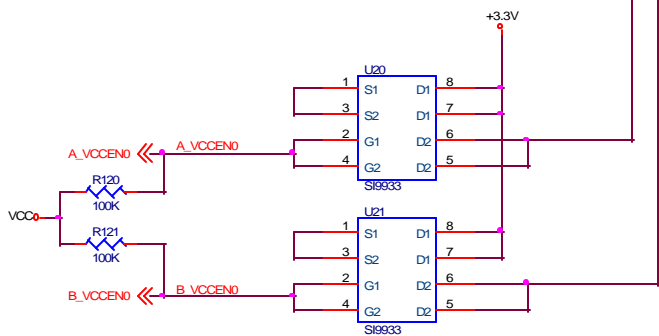 +3.3V
U20
1 S1 D1 8
3 S2 D1 7
2 G1 D2 6
4 G2 D2 5
SI9933
A_VCCEN0 A_VCCEN0
R120
100K
VCC
R121
100K
B_VCCEN0 B_VCCEN0
U21
1 S1 D1 8
3 S2 D1 7
2 G1 D2 6
4 G2 D2 5
SI9933